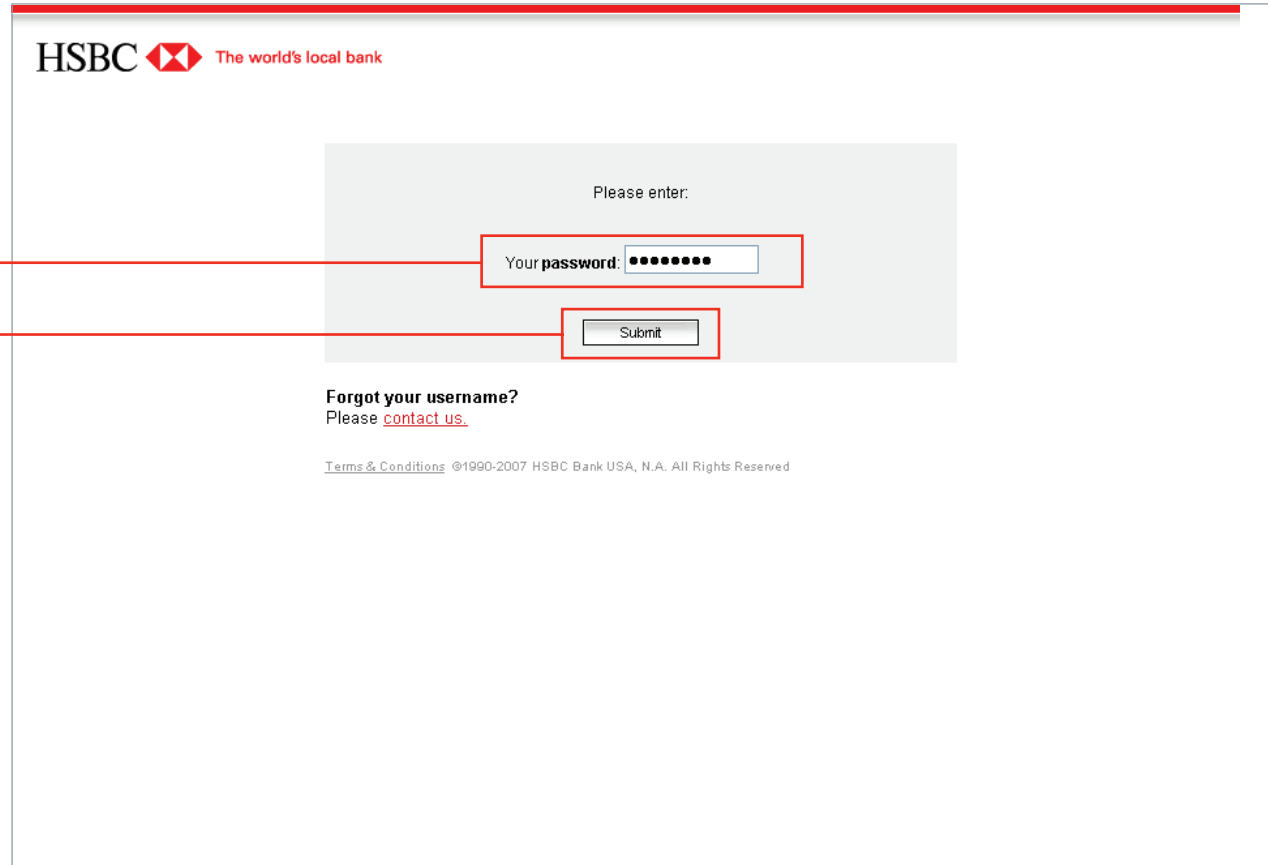 HSBC The world's local bank
Please enter:
Your password: ●●●●●●●●
Submit
Forgot your username?
Please contact us.
Terms & Conditions ©1990-2007 HSBC Bank USA, N.A. All Rights Reserved